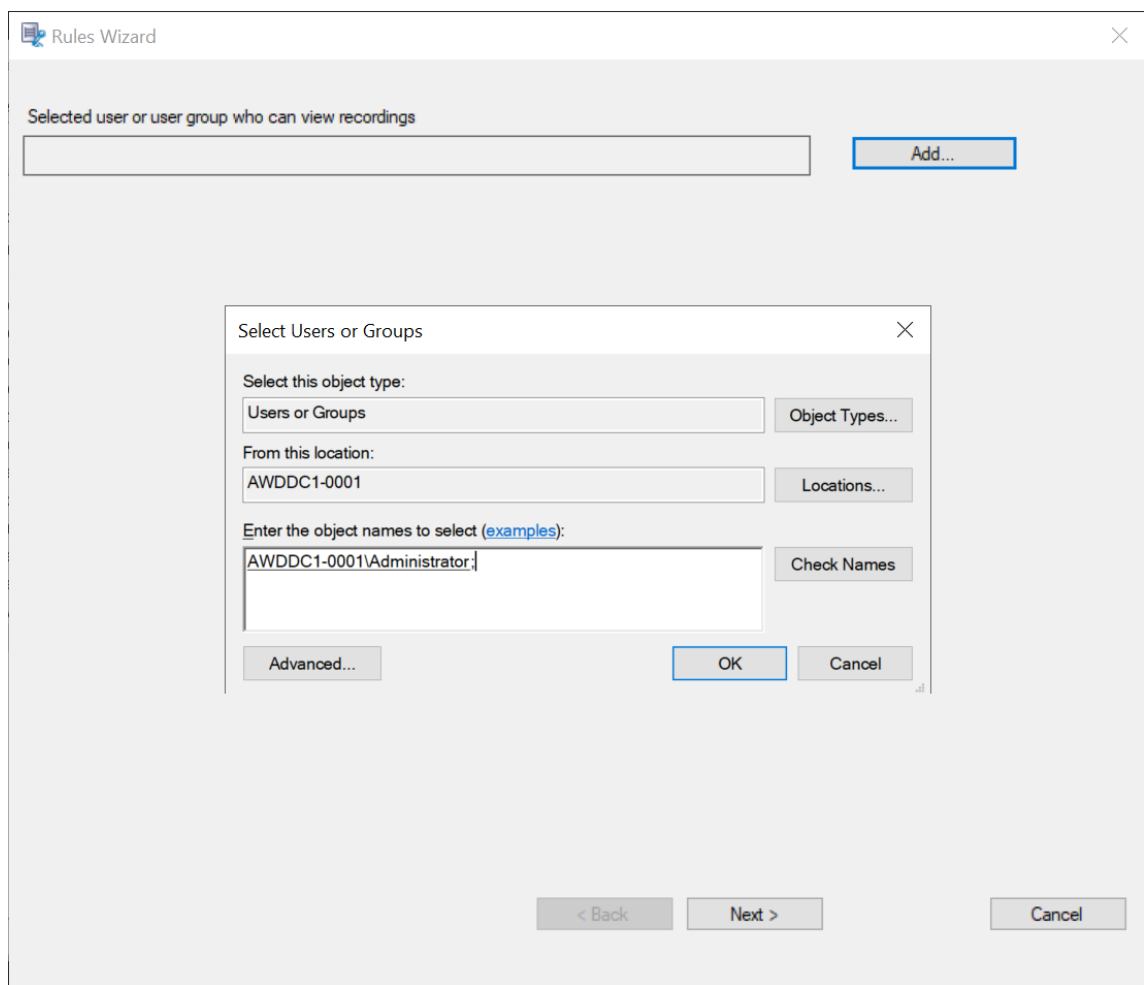 Rules Wizard
Selected user or user group who can view recordings
Add...
Select Users or Groups
Select this object type:
Users or Groups
Object Types...
From this location:
AWDDC1-0001
Locations...
Enter the object names to select (examples):
AWDDC1-0001\Administrator;
Check Names
Advanced...
OK
Cancel
< Back
Next >
Cancel